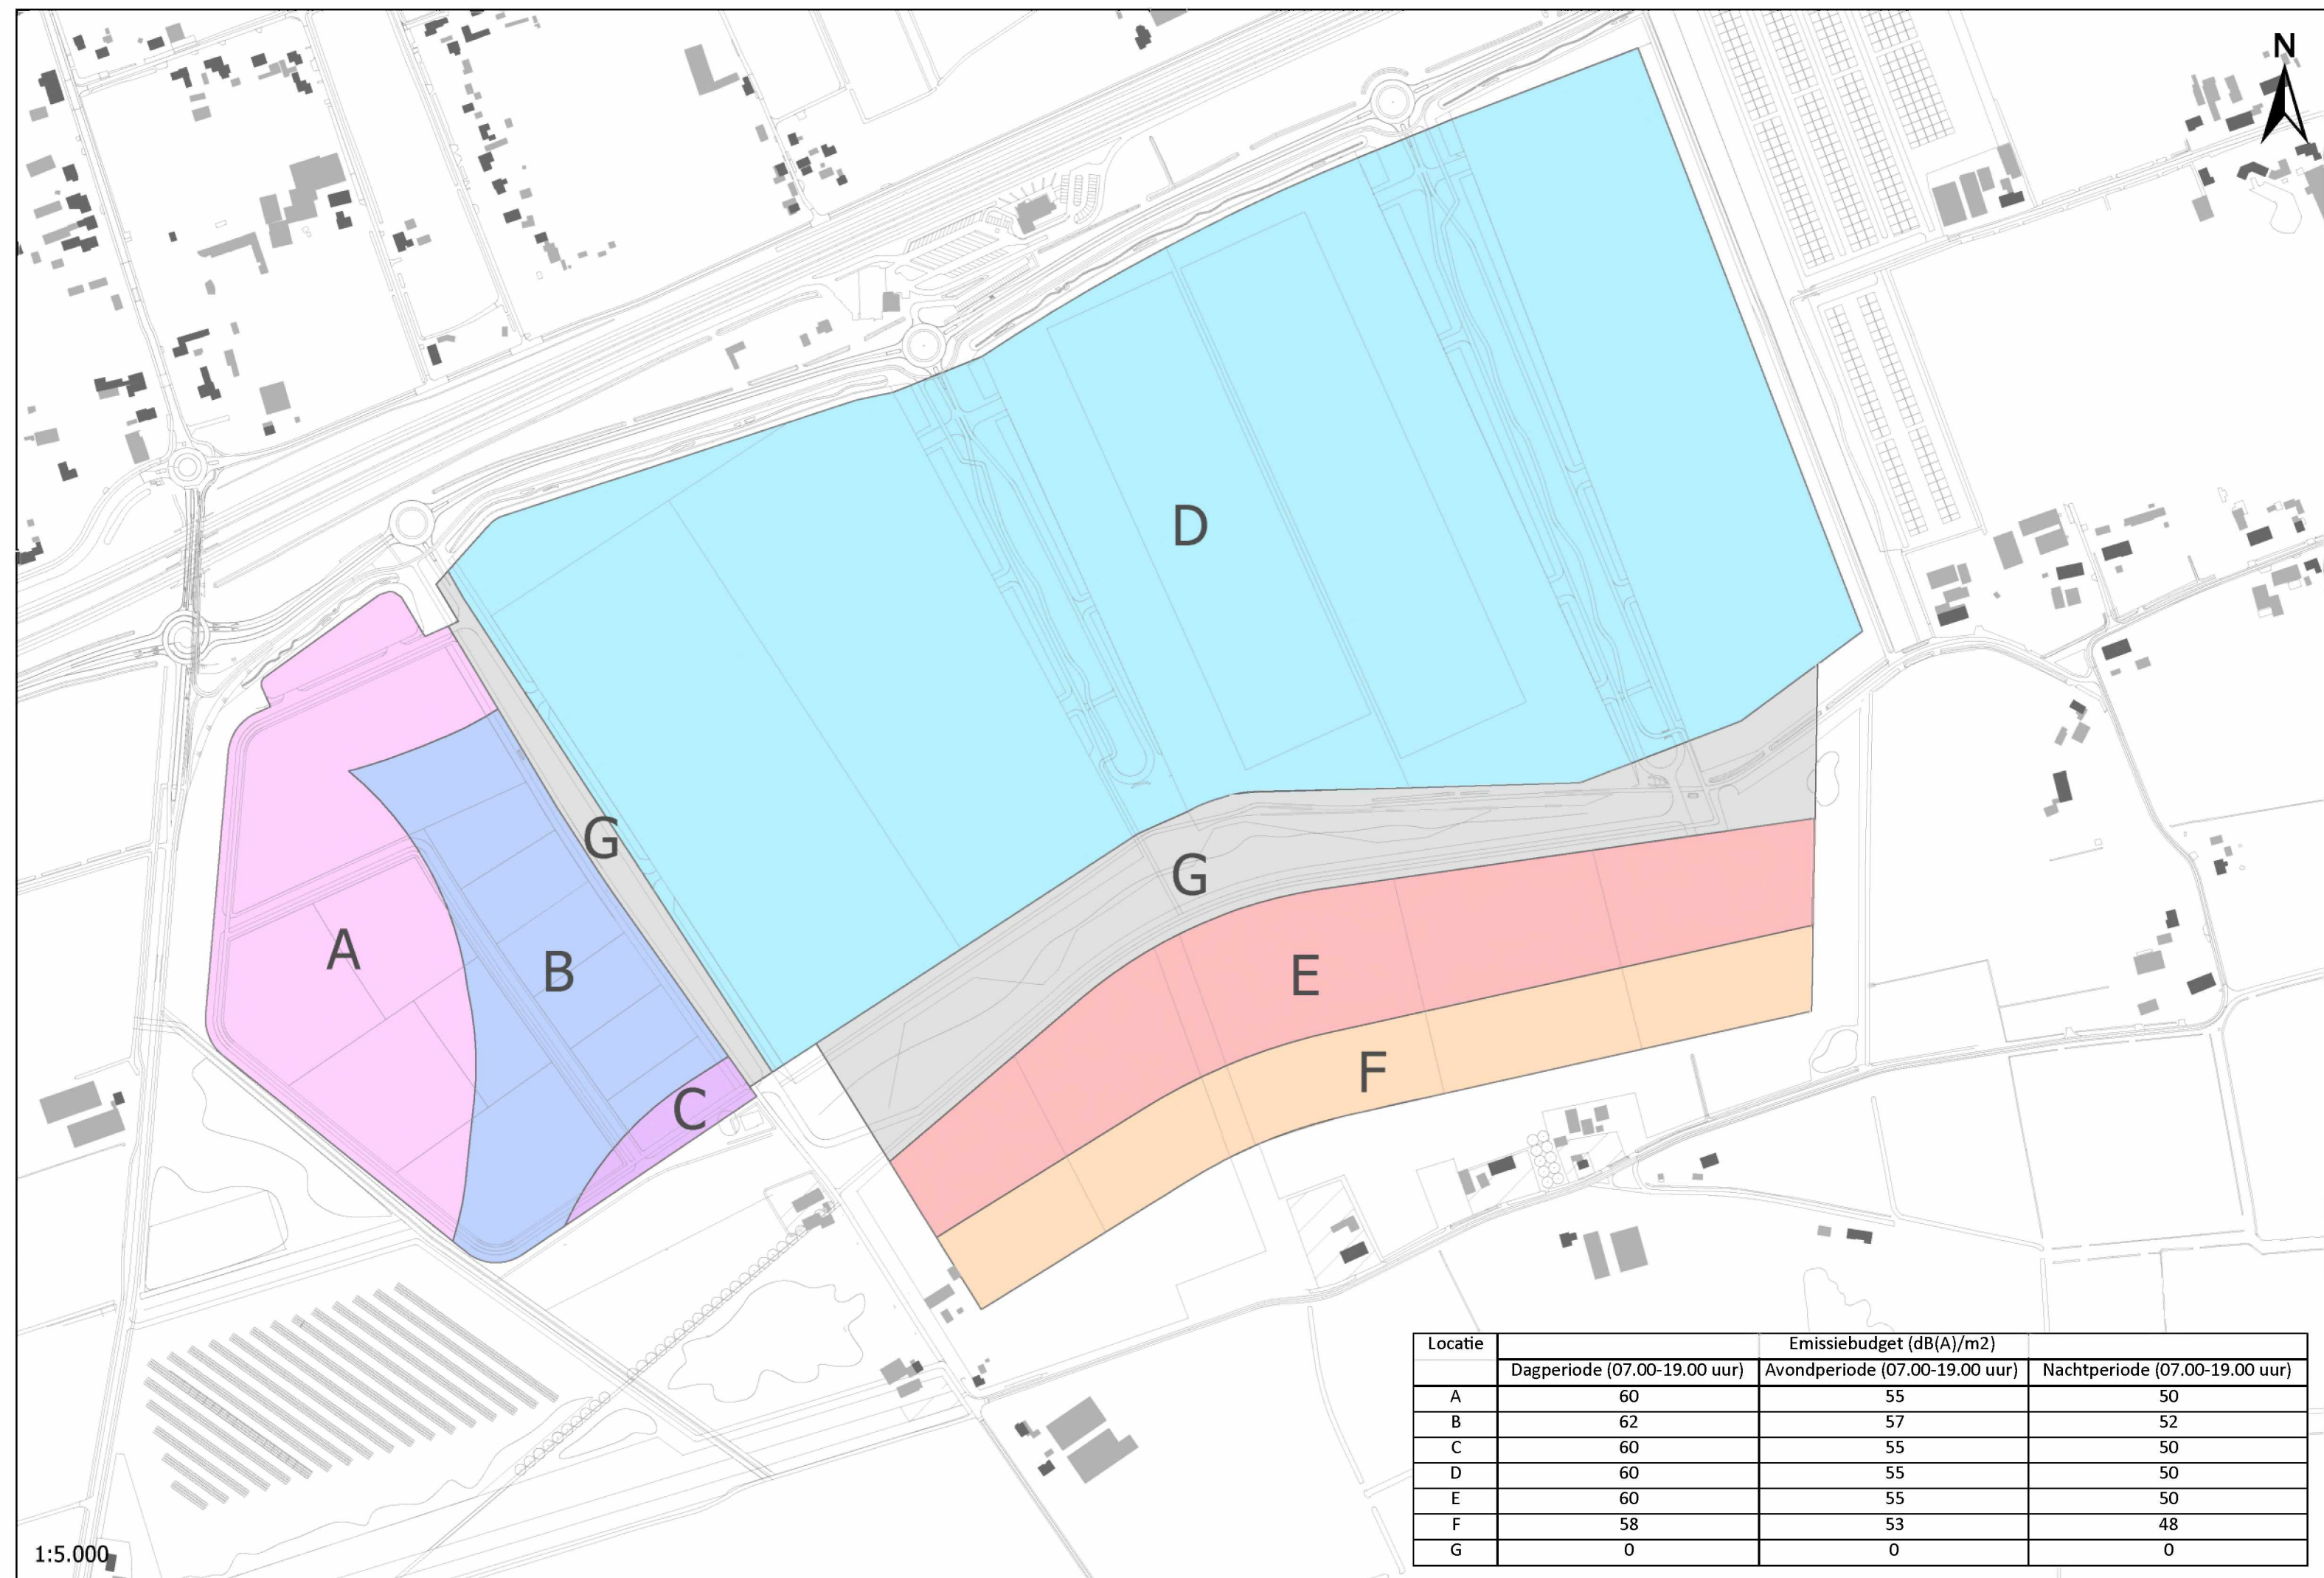 N
D
G
A
B
G
E
F
C
Locatie Emissiebudget (dB(A)/m2)
Dagperiode (07.00-19.00 uur) Avondperiode (07.00-19.00 uur) Nachtperiode (07.00-19.00 uur)
A 60 55 50
B 62 57 52
C 60 55 50
D 60 55 50
E 60 55 50
F 58 53 48
G 0 0 0
1:5.000